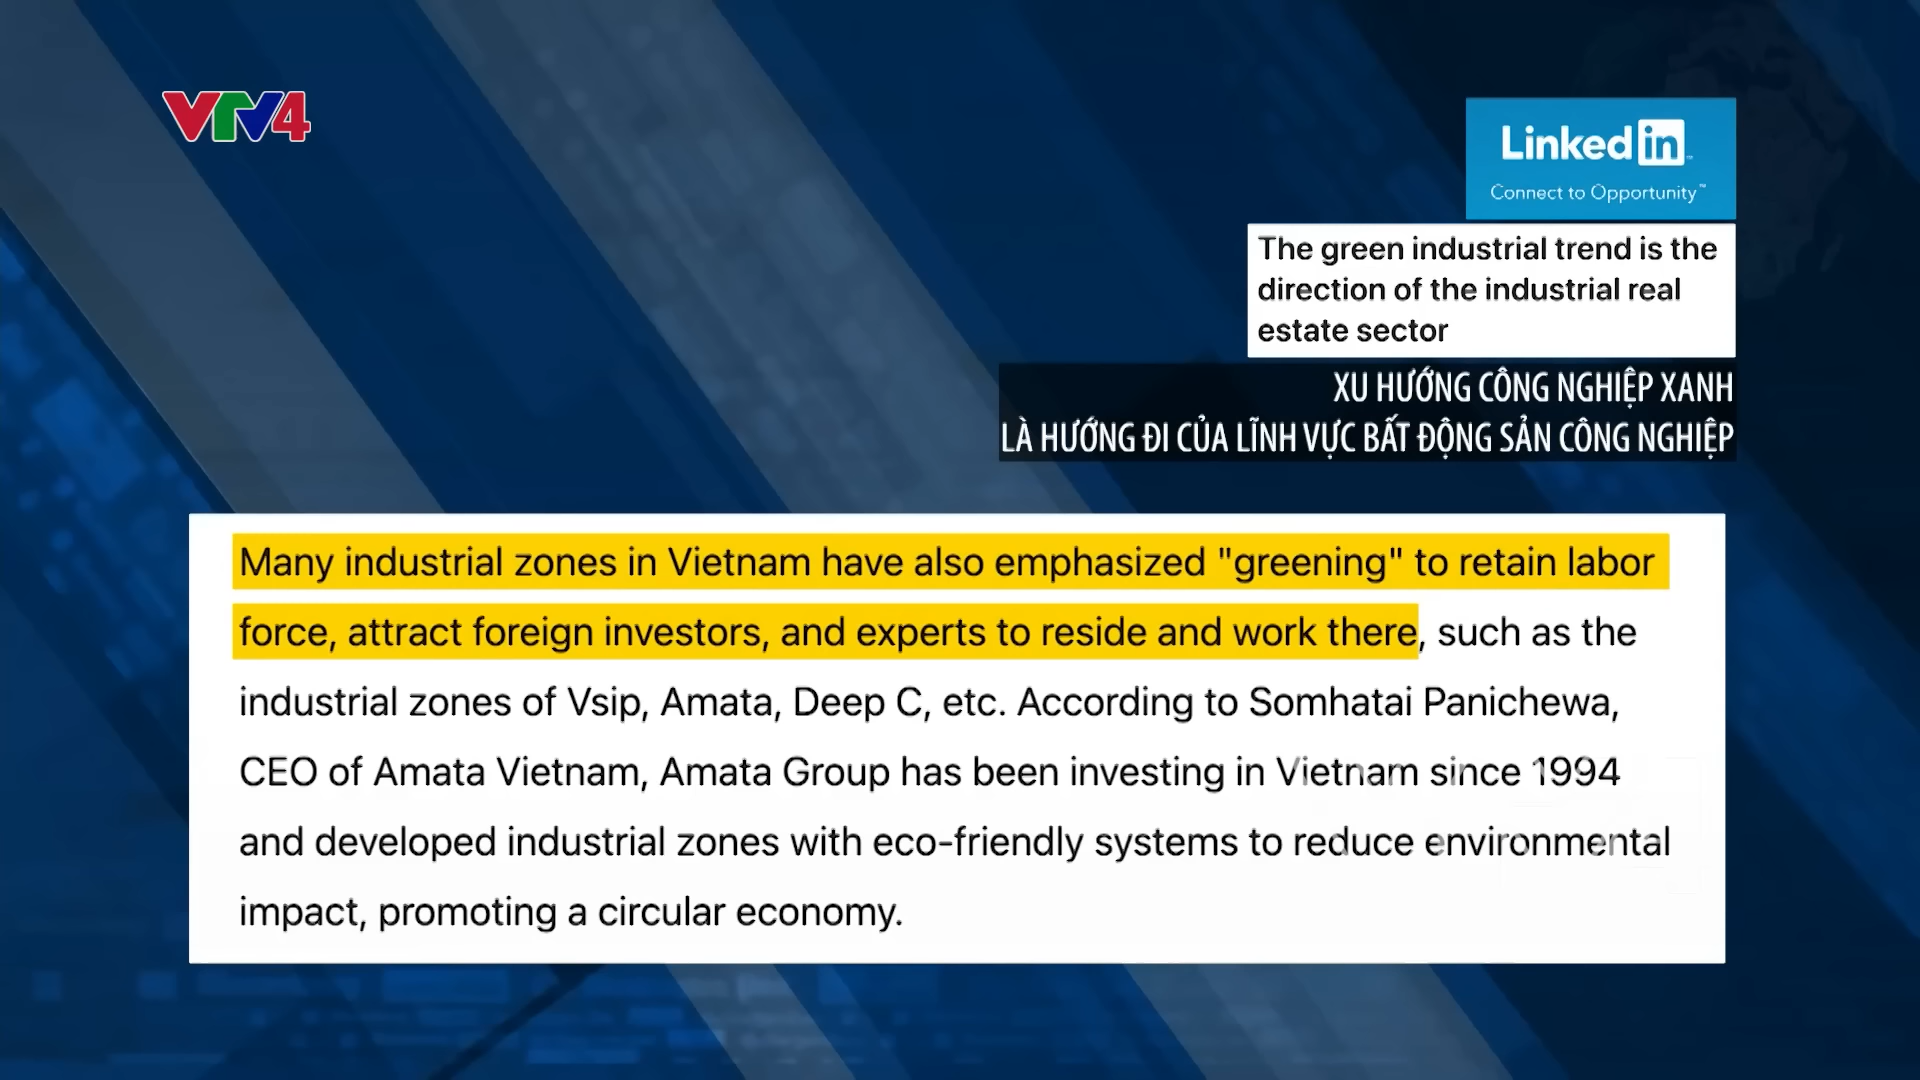 VTV4
Linked in
Connect to Opportunity™
The green industrial trend is the
direction of the industrial real
estate sector
XU HƯỚNG CÔNG NGHIỆP XANH
LÀ HƯỚNG ĐI CỦA LĨNH VỰC BẤT ĐỘNG SẢN CÔNG NGHIỆP
Many industrial zones in Vietnam have also emphasized "greening" to retain labor
force, attract foreign investors, and experts to reside and work there, such as the
industrial zones of Vsip, Amata, Deep C, etc. According to Somhatai Panichewa,
CEO of Amata Vietnam, Amata Group has been investing in Vietnam since 1994
and developed industrial zones with eco-friendly systems to reduce environmental
impact, promoting a circular economy.